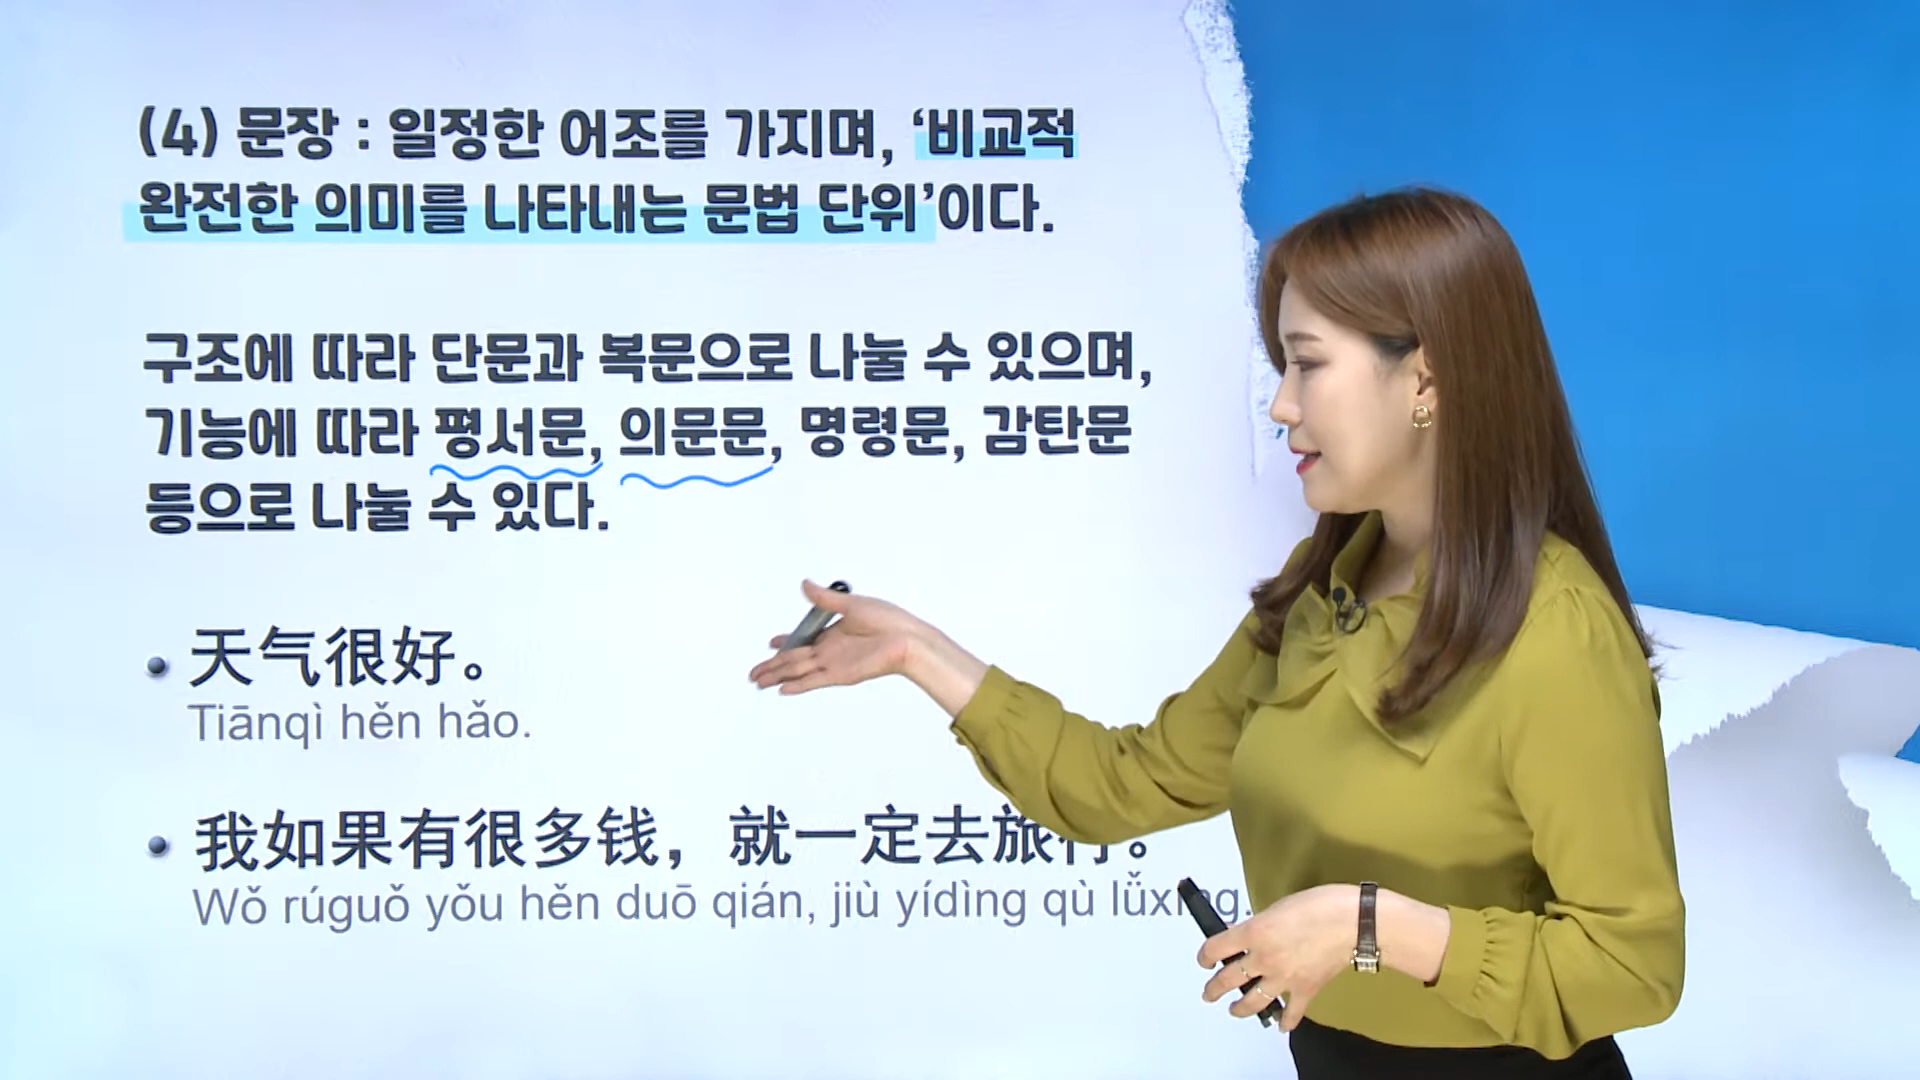 (4) 문장 : 일정한 어조를 가지며, ‘비교적
완전한 의미를 나타내는 문법 단위’이다.
구조에 따라 단문과 복문으로 나눌 수 있으며,
기능에 따라 평서문, 의문문, 명령문, 감탄문
등으로 나눌 수 있다.
天气很好。
Tiānqì hěn hǎo.
我如果有很多钱，就一定去旅行。
Wǒ rúguǒ yǒu hěn duō qián, jiù yídìng qù lǚxíng.